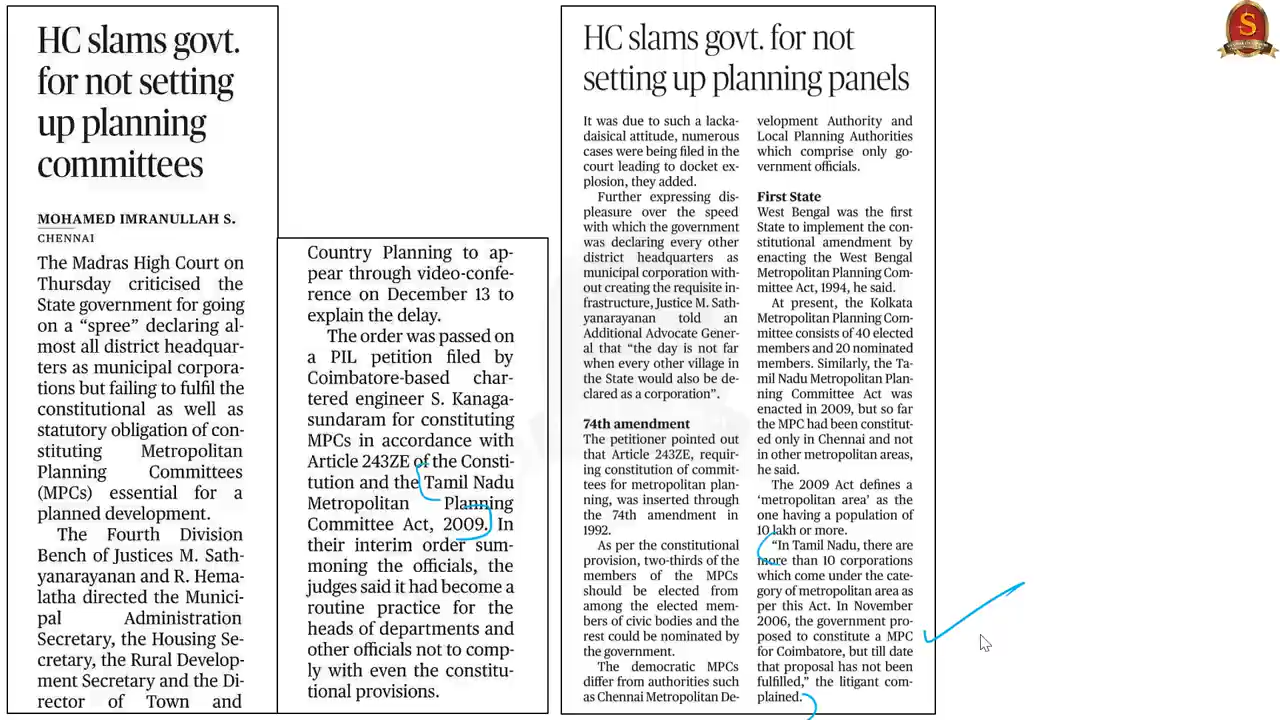 HC slams govt.
for not setting
up planning
committees
MOHAMED IMRANULLAH S.
CHENNAI
The Madras High Court on
Thursday criticised the
State government for going
on a “spree” declaring al-
most all district headquar-
ters as municipal corpora-
tions but failing to fulfil the
constitutional as well as
statutory obligation of con-
stituting Metropolitan
Planning Committees
(MPCs) essential for a
planned development.
The Fourth Division
Bench of Justices M. Sath-
yanarayanan and R. Hema-
latha directed the Munici-
pal Administration
Secretary, the Housing Se-
cretary, the Rural Develop-
ment Secretary and the Di-
rector of Town and
Country Planning to ap-
pear through video-confe-
rence on December 13 to
explain the delay.
The order was passed on
a PIL petition filed by
Coimbatore-based char-
tered engineer S. Kanaga-
sundaram for constituting
MPCs in accordance with
Article 243ZE of the Consti-
tution and the Tamil Nadu
Metropolitan Planning
Committee Act, 2009. In
their interim order sum-
moning the officials, the
judges said it had become a
routine practice for the
heads of departments and
other officials not to comp-
ly with even the constitu-
tional provisions.
HC slams govt. for not
setting up planning panels
It was due to such a lacka-
daisical attitude, numerous
cases were being filed in the
court leading to docket ex-
plosion, they added.
Further expressing dis-
pleasure over the speed
with which the government
was declaring every other
district headquarters as
municipal corporation with-
out creating the requisite in-
frastructure, Justice M. Sath-
yanarayanan told an
Additional Advocate Gener-
al that “the day is not far
when every other village in
the State would also be de-
clared as a corporation”.
74th amendment
The petitioner pointed out
that Article 243ZE, requir-
ing constitution of commit-
tees for metropolitan plan-
ning, was inserted through
the 74th amendment in
1992.
As per the constitutional
provision, two-thirds of the
members of the MPCs
should be elected from
among the elected mem-
bers of civic bodies and the
rest could be nominated by
the government.
The democratic MPCs
differ from authorities such
as Chennai Metropolitan De-
velopment Authority and
Local Planning Authorities
which comprise only go-
vernment officials.
First State
West Bengal was the first
State to implement the con-
stitutional amendment by
enacting the West Bengal
Metropolitan Planning Com-
mittee Act, 1994, he said.
At present, the Kolkata
Metropolitan Planning Com-
mittee consists of 40 elected
members and 20 nominated
members. Similarly, the Ta-
mil Nadu Metropolitan Plan-
ning Committee Act was
enacted in 2009, but so far
the MPC had been constitut-
ed only in Chennai and not
in other metropolitan areas,
he said.
The 2009 Act defines a
‘metropolitan area’ as the
one having a population of
10 lakh or more.
“In Tamil Nadu, there are
more than 10 corporations
which come under the cate-
gory of metropolitan area as
per this Act. In November
2006, the government pro-
posed to constitute a MPC
for Coimbatore, but till date
that proposal has not been
fulfilled,” the litigant com-
plained.